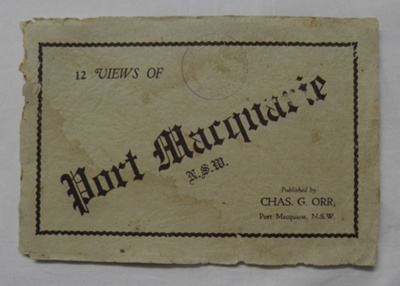 12 VIEWS OF
Port Macquarie
N.S.W.
Published by
CHAS. G. ORR,
Port Macquarie, N.S.W.